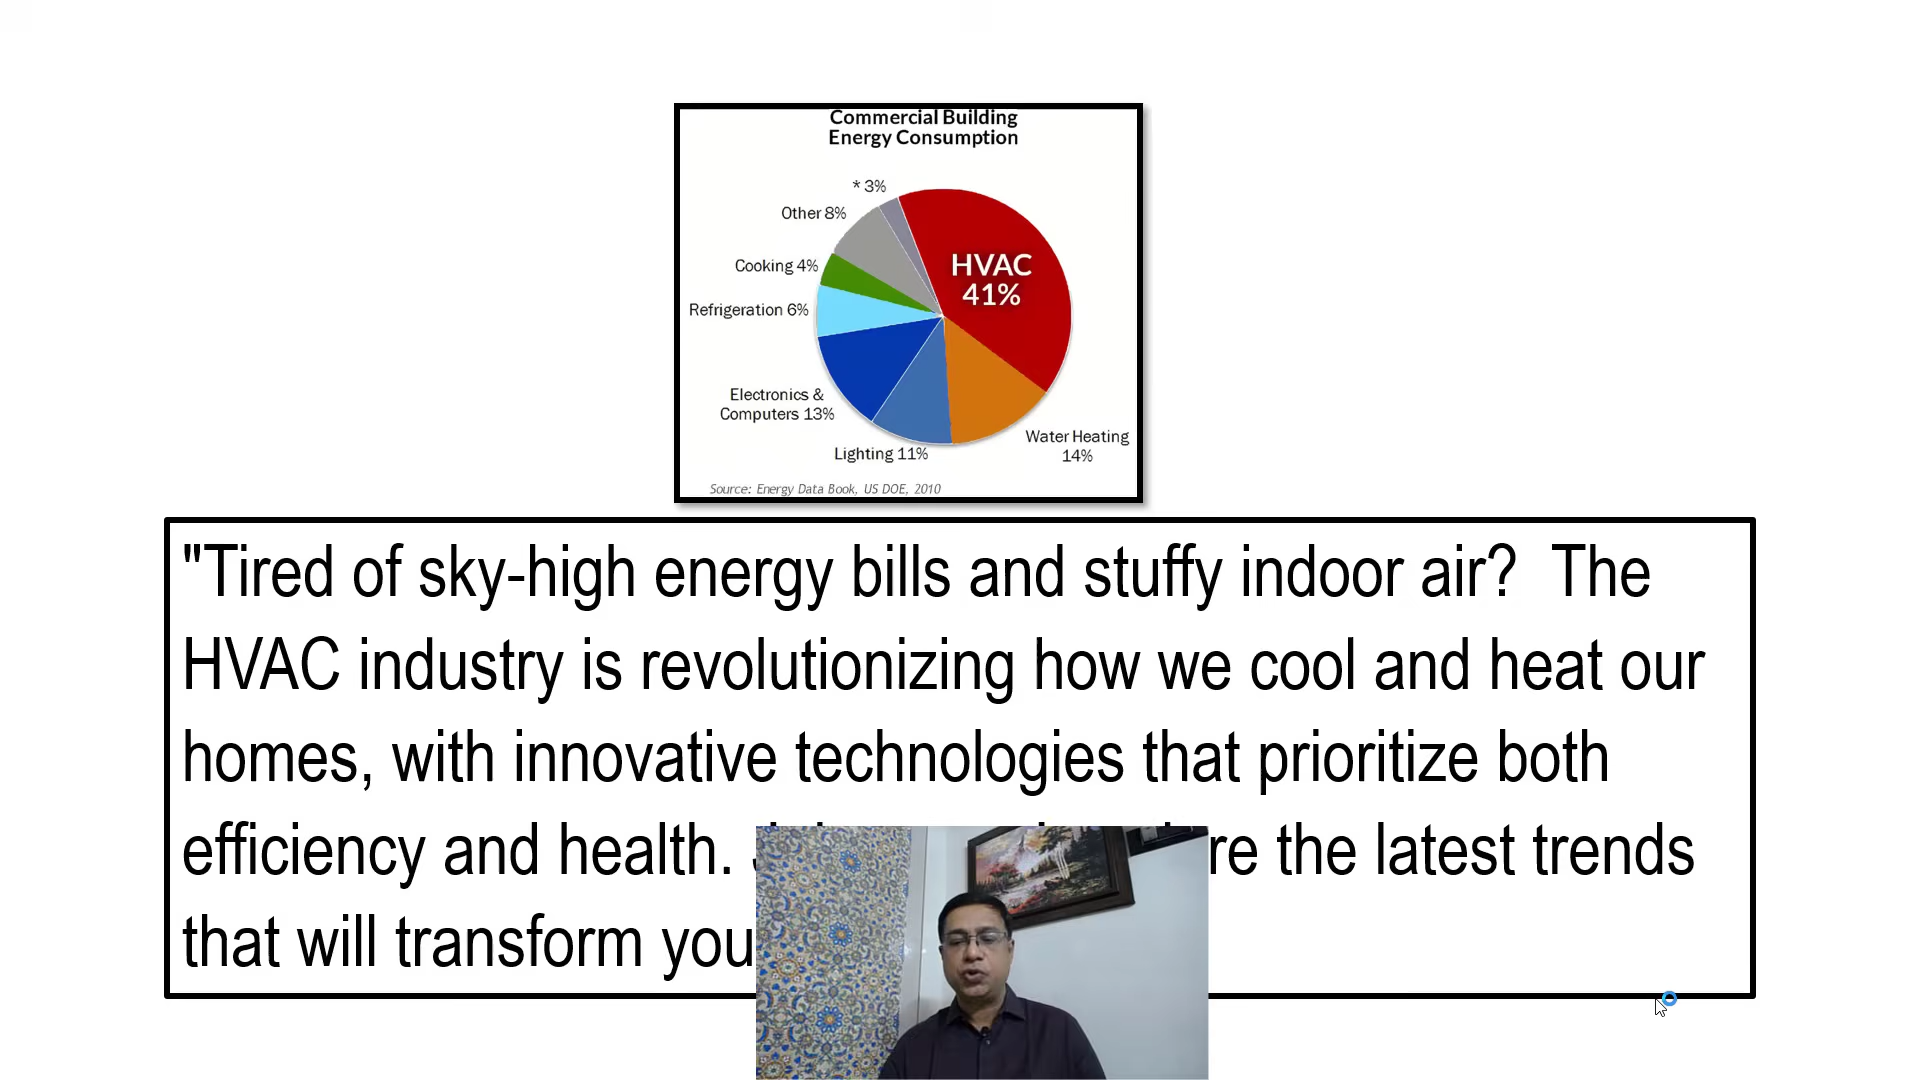 Commercial Building
Energy Consumption
* 3%
Other 8%
HVAC
41%
Cooking 4%
Refrigeration 6%
Electronics &
Computers 13%
Water Heating
14%
Lighting 11%
Source: Energy Data Book, US DOE, 2010
"Tired of sky-high energy bills and stuffy indoor air?  The
HVAC industry is revolutionizing how we cool and heat our
homes, with innovative technologies that prioritize both
efficiency and health. the latest trends
that will transform